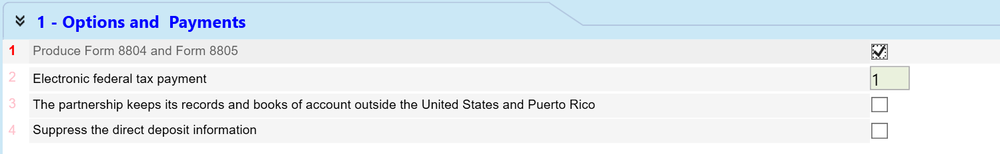 1 - Options and  Payments
1 Produce Form 8804 and Form 8805
2 Electronic federal tax payment 1
3 The partnership keeps its records and books of account outside the United States and Puerto Rico
4 Suppress the direct deposit information